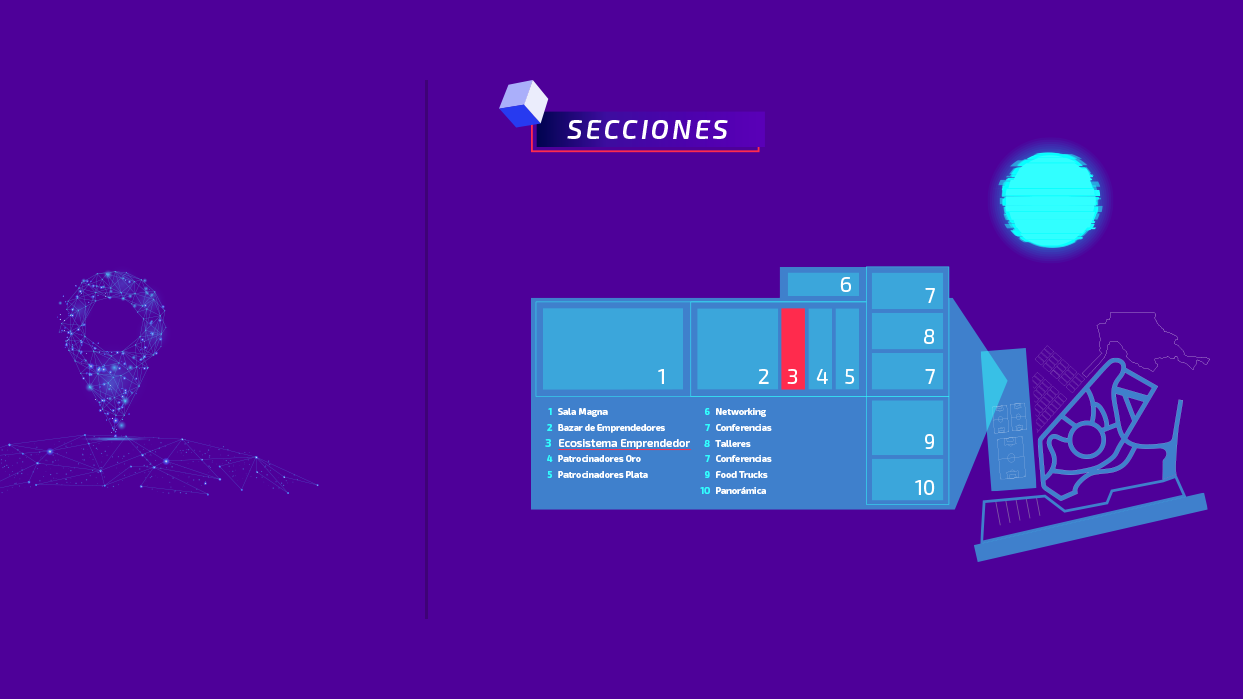 SECCIONES
6
7
8
7
1
2
3
4
5
9
10
1 Sala Magna
2 Bazar de Emprendedores
3 Ecosistema Emprendedor
4 Patrocinadores Oro
5 Patrocinadores Plata
6 Networking
7 Conferencias
8 Talleres
7 Conferencias
9 Food Trucks
10 Panorámica